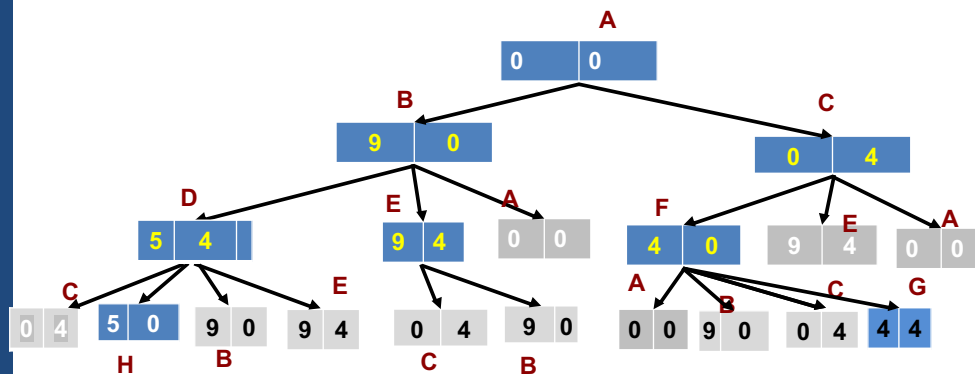 A
0 0
B C
9 0 0 4
D E A F E A
5 4 9 4 0 0 4 0 9 4 0 0
C E A B C G
0 4 5 0 9 0 9 4 0 4 9 0 0 0 9 0 0 4 4 4
H B C B